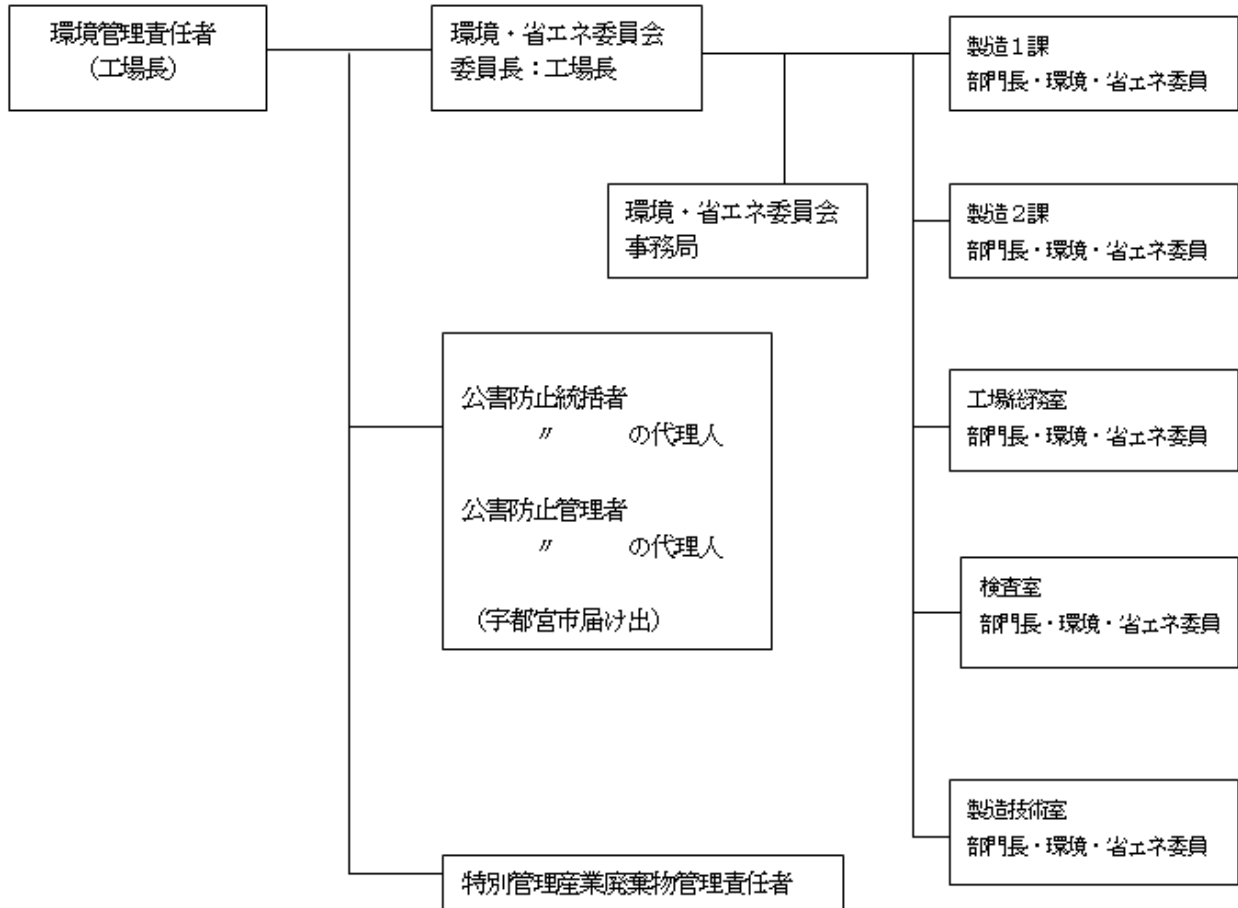 環境管理責任者
(工場長)
環境・省エネ委員会
委員長：工場長
環境・省エネ委員会
事務局
公害防止統括者
〃 の代理人
公害防止管理者
〃 の代理人
(宇都宮市届け出)
特別管理産業廃棄物管理責任者
製造1課
部門長・環境・省エネ委員
製造2課
部門長・環境・省エネ委員
工場総務室
部門長・環境・省エネ委員
検査室
部門長・環境・省エネ委員
製造技術室
部門長・環境・省エネ委員